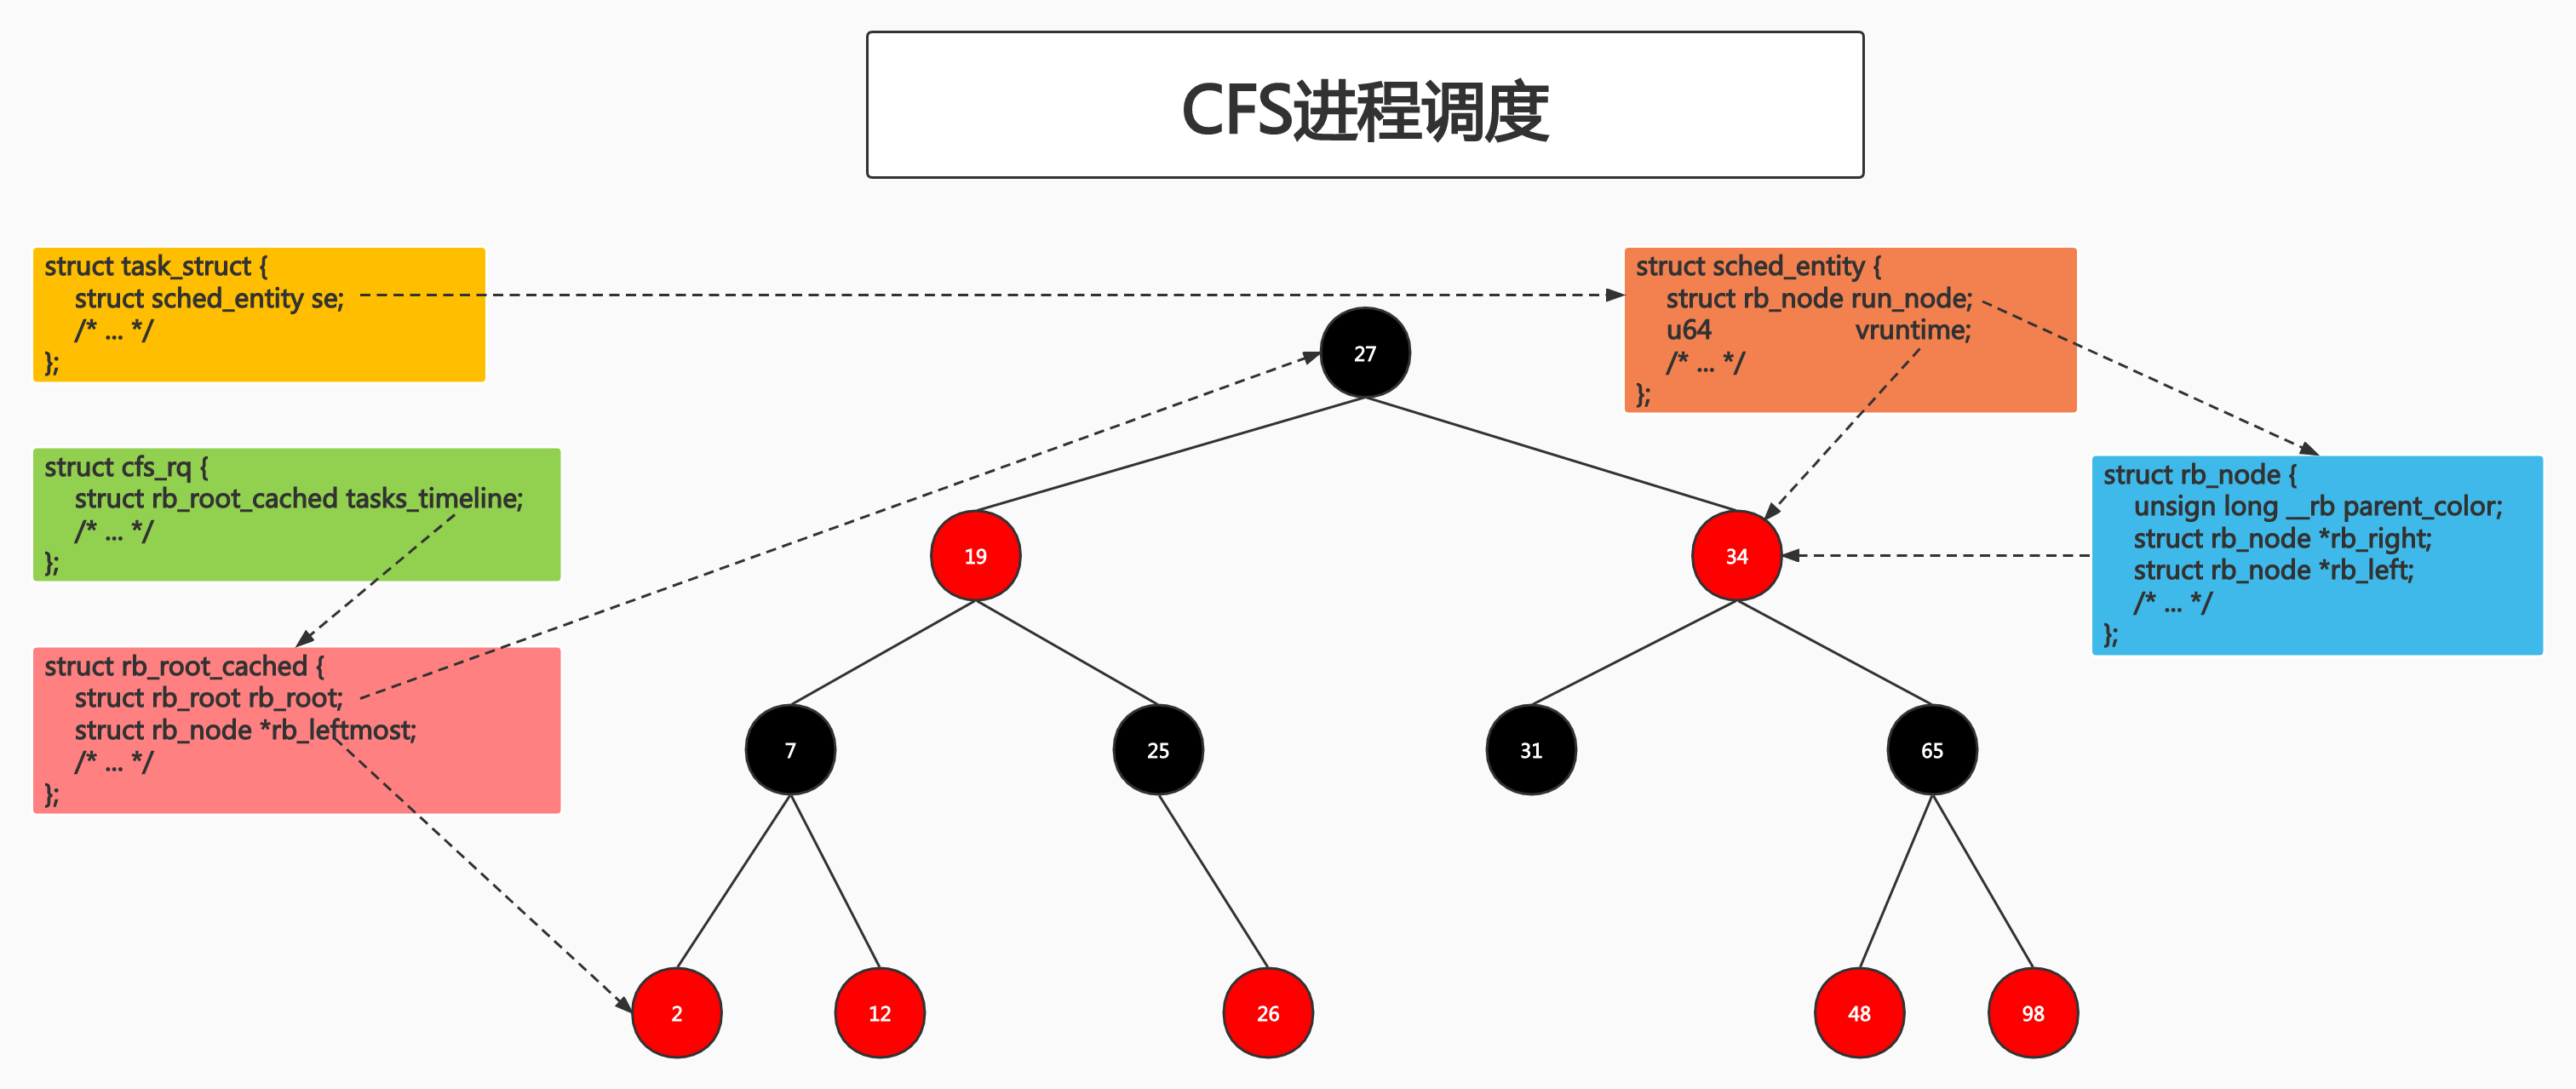 CFS进程调度
struct task_struct {
struct sched_entity se;
/* ... */
};
struct sched_entity {
struct rb_node run_node;
u64 vruntime;
/* ... */
};
27
struct cfs_rq {
struct rb_root_cached tasks_timeline;
/* ... */
};
struct rb_node {
unsign long __rb parent_color;
struct rb_node *rb_right;
struct rb_node *rb_left;
/* ... */
};
19
34
struct rb_root_cached {
struct rb_root rb_root;
struct rb_node *rb_leftmost;
/* ... */
};
7
25
31
65
2
12
26
48
98